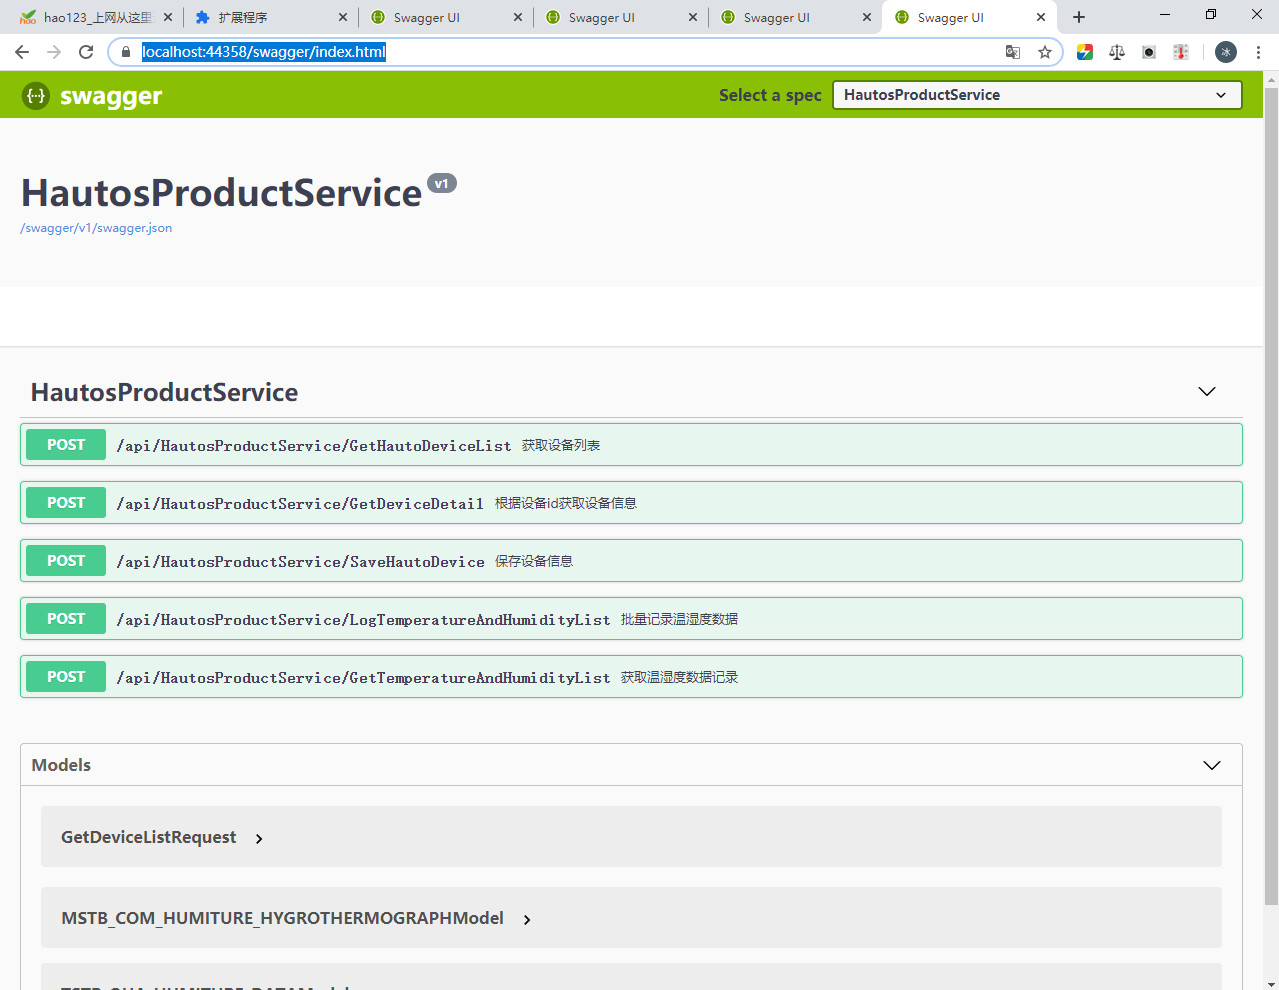 hao123_上网从这里
扩展程序
Swagger UI
Swagger UI
Swagger UI
Swagger UI
localhost:44358/swagger/index.html
冰
{···} swagger
Select a spec
HautosProductService
HautosProductService v1
/swagger/v1/swagger.json
HautosProductService
POST /api/HautosProductService/GetHautoDeviceList 获取设备列表
POST /api/HautosProductService/GetDeviceDetail 根据设备id获取设备信息
POST /api/HautosProductService/SaveHautoDevice 保存设备信息
POST /api/HautosProductService/LogTemperatureAndHumidityList 批量记录温湿度数据
POST /api/HautosProductService/GetTemperatureAndHumidityList 获取温湿度数据记录
Models
GetDeviceListRequest
MSTB_COM_HUMITURE_HYGROTHERMOGRAPHModel